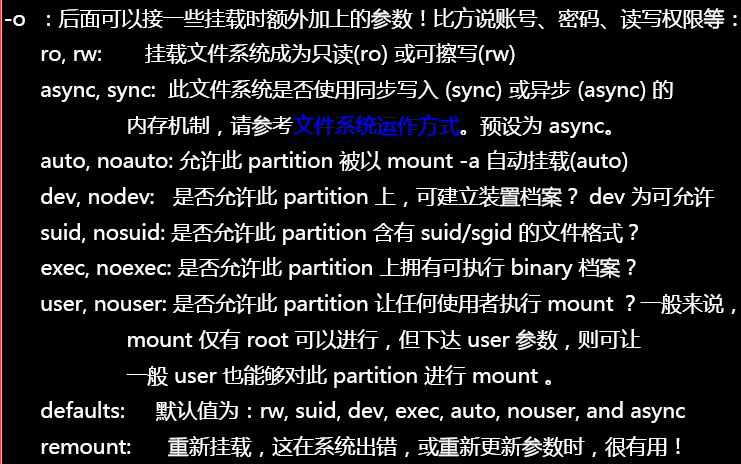 -o ：后面可以接一些挂载时额外加上的参数！比方说账号、密码、读写权限等：
ro, rw: 挂载文件系统成为只读(ro) 或可擦写(rw)
async, sync: 此文件系统是否使用同步写入 (sync) 或异步 (async) 的
内存机制，请参考文件系统运作方式。预设为 async。
auto, noauto: 允许此 partition 被以 mount -a 自动挂载(auto)
dev, nodev: 是否允许此 partition 上，可建立装置档案？ dev 为可允许
suid, nosuid: 是否允许此 partition 含有 suid/sgid 的文件格式？
exec, noexec: 是否允许此 partition 上拥有可执行 binary 档案？
user, nouser: 是否允许此 partition 让任何使用者执行 mount ？一般来说，
mount 仅有 root 可以进行，但下达 user 参数，则可让
一般 user 也能够对此 partition 进行 mount 。
defaults: 默认值为：rw, suid, dev, exec, auto, nouser, and async
remount: 重新挂载，这在系统出错，或重新更新参数时，很有用！